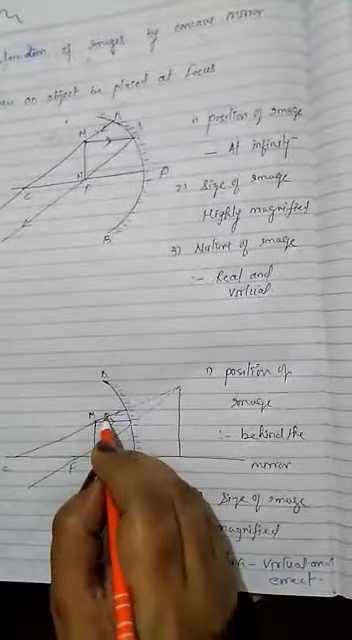 of images by concave mirror
an object be placed at focus
1) position of image
- At infinity
2) Size of image
Highly magnified
3) Nature of image
:- Real and
virtual
A
M
N
F
C
P
B
1) position of
image
:- behind the
mirror
Size of image
magnified
- Virtual and
erect.
A
M
C
F